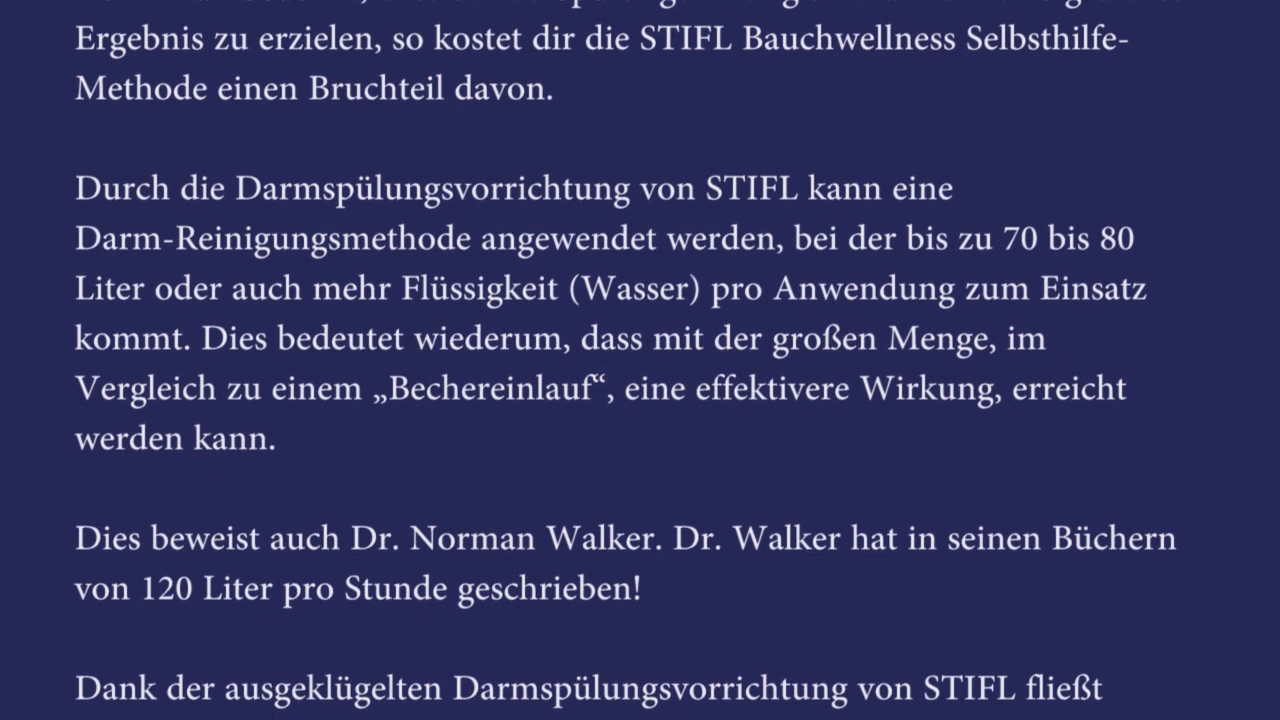 Ergebnis zu erzielen, so kostet dir die STIFL Bauchwellness Selbsthilfe-
Methode einen Bruchteil davon.
Durch die Darmspülungsvorrichtung von STIFL kann eine
Darm-Reinigungsmethode angewendet werden, bei der bis zu 70 bis 80
Liter oder auch mehr Flüssigkeit (Wasser) pro Anwendung zum Einsatz
kommt. Dies bedeutet wiederum, dass mit der großen Menge, im
Vergleich zu einem „Bechereinlauf“, eine effektivere Wirkung, erreicht
werden kann.
Dies beweist auch Dr. Norman Walker. Dr. Walker hat in seinen Büchern
von 120 Liter pro Stunde geschrieben!
Dank der ausgeklügelten Darmspülungsvorrichtung von STIFL fließt